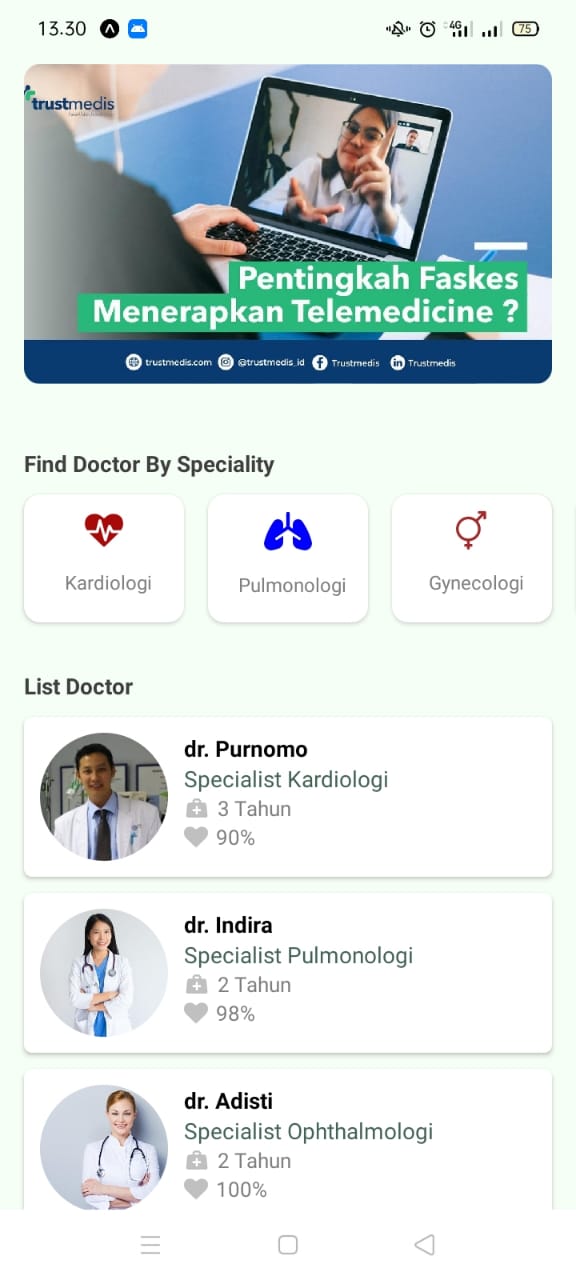 13.30
4G
75
trustmedis
Pentingkah Faskes
Menerapkan Telemedicine ?
trustmedis.com @trustmedis_id Trustmedis Trustmedis
Find Doctor By Speciality
Kardiologi
Pulmonologi
Gynecologi
List Doctor
dr. Purnomo
Specialist Kardiologi
3 Tahun
90%
dr. Indira
Specialist Pulmonologi
2 Tahun
98%
dr. Adisti
Specialist Ophthalmologi
2 Tahun
100%